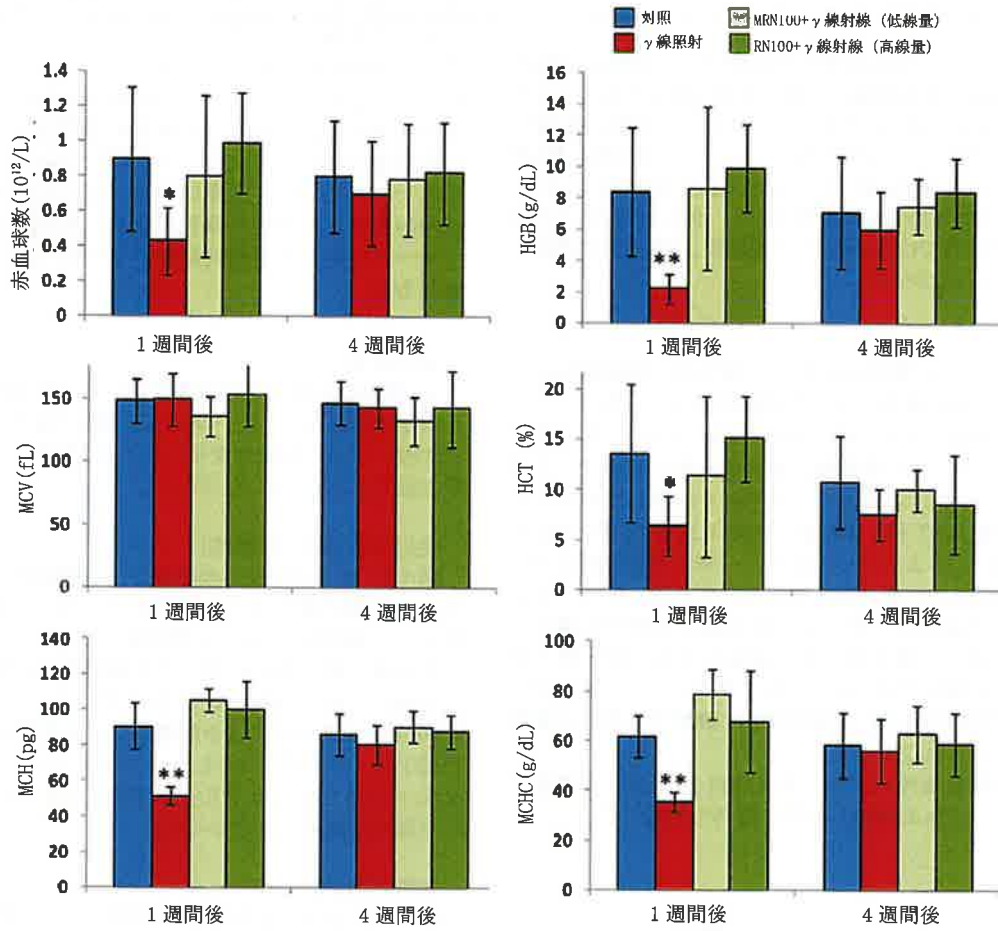 対照
MRN100+γ線射線 (低線量)
γ線照射
RN100+γ線射線 (高線量)
赤血球数(10¹²/L)
1.4
1.2
1
0.8
0.6
0.4
0.2
0
*
1週間後
4週間後
HGB(g/dL)
16
14
12
10
8
6
4
2
0
**
1週間後
4週間後
MCV(fL)
150
100
50
0
1週間後
4週間後
HCT (%)
20
15
10
5
0
*
1週間後
4週間後
MCH(pg)
140
120
100
80
60
40
20
0
**
1週間後
4週間後
MCHC(g/dL)
100
80
60
40
20
0
**
1週間後
4週間後